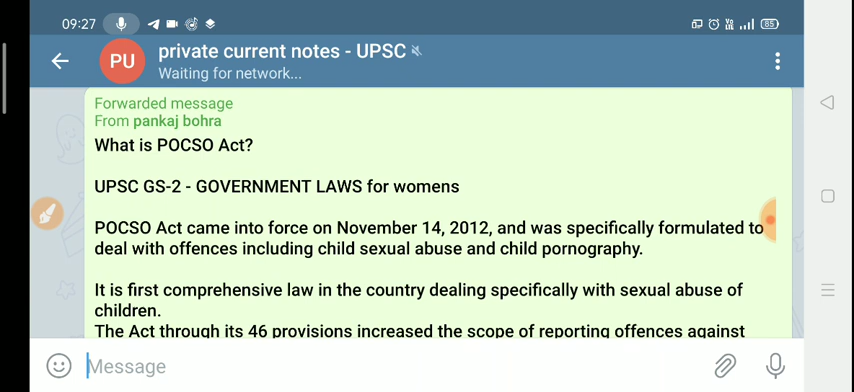 09:27
85
PU
private current notes - UPSC
Waiting for network...
Forwarded message
From pankaj bohra
What is POCSO Act?
UPSC GS-2 - GOVERNMENT LAWS for womens
POCSO Act came into force on November 14, 2012, and was specifically formulated to
deal with offences including child sexual abuse and child pornography.
It is first comprehensive law in the country dealing specifically with sexual abuse of
children.
The Act through its 46 provisions increased the scope of reporting offences against
Message